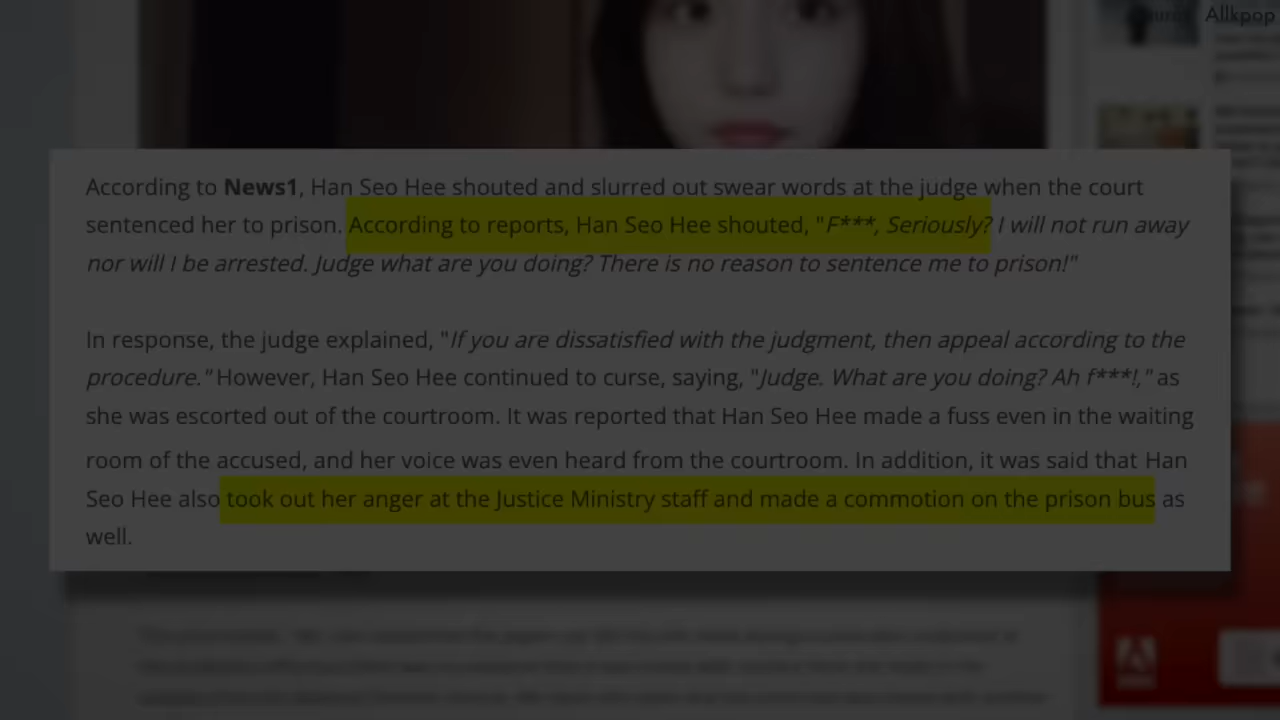 Allkpop
According to News1, Han Seo Hee shouted and slurred out swear words at the judge when the court
sentenced her to prison. According to reports, Han Seo Hee shouted, "F***, Seriously? I will not run away
nor will I be arrested. Judge what are you doing? There is no reason to sentence me to prison!"
In response, the judge explained, "If you are dissatisfied with the judgment, then appeal according to the
procedure." However, Han Seo Hee continued to curse, saying, "Judge. What are you doing? Ah f***!," as
she was escorted out of the courtroom. It was reported that Han Seo Hee made a fuss even in the waiting
room of the accused, and her voice was even heard from the courtroom. In addition, it was said that Han
Seo Hee also took out her anger at the Justice Ministry staff and made a commotion on the prison bus as
well.